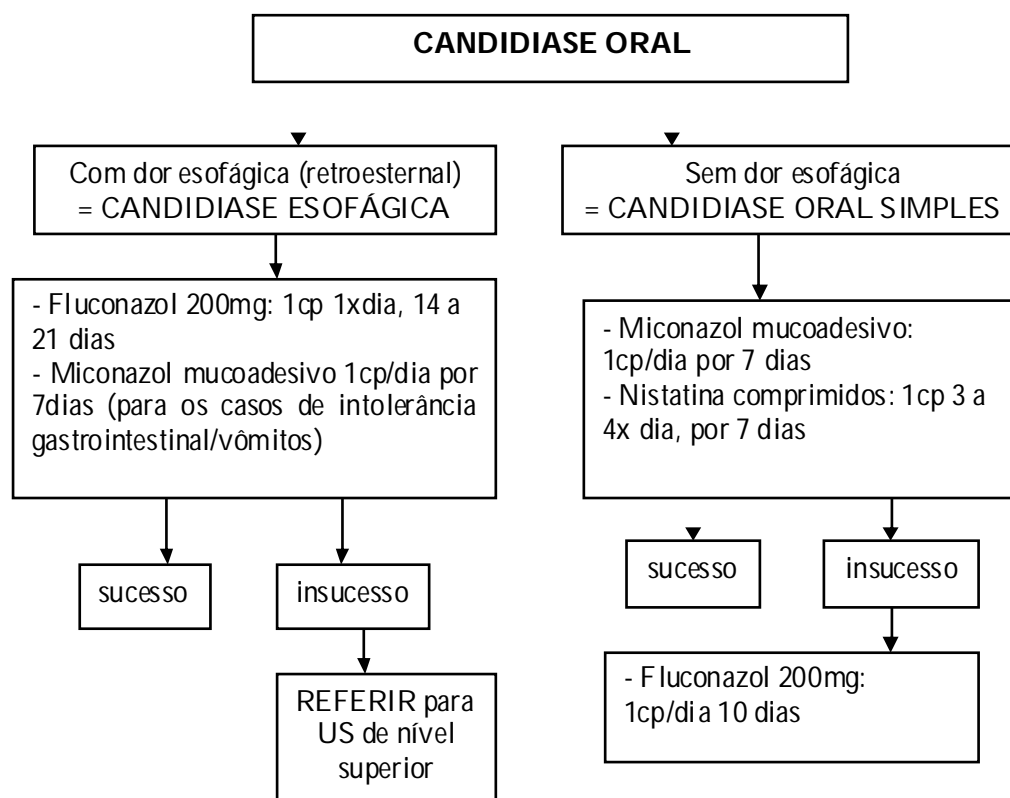 CANDIDIASE ORAL
Com dor esofágica (retroesternal)
= CANDIDIASE ESOFÁGICA
- Fluconazol 200mg: 1cp 1xdia, 14 a
21 dias
- Miconazol mucoadesivo 1cp/dia por
7dias (para os casos de intolerância
gastrointestinal/vômitos)
sucesso
insucesso
REFERIR para
US de nível
superior
Sem dor esofágica
= CANDIDIASE ORAL SIMPLES
- Miconazol mucoadesivo:
1cp/dia por 7 dias
- Nistatina comprimidos: 1cp 3 a
4x dia, por 7 dias
sucesso
insucesso
- Fluconazol 200mg:
1cp/dia 10 dias